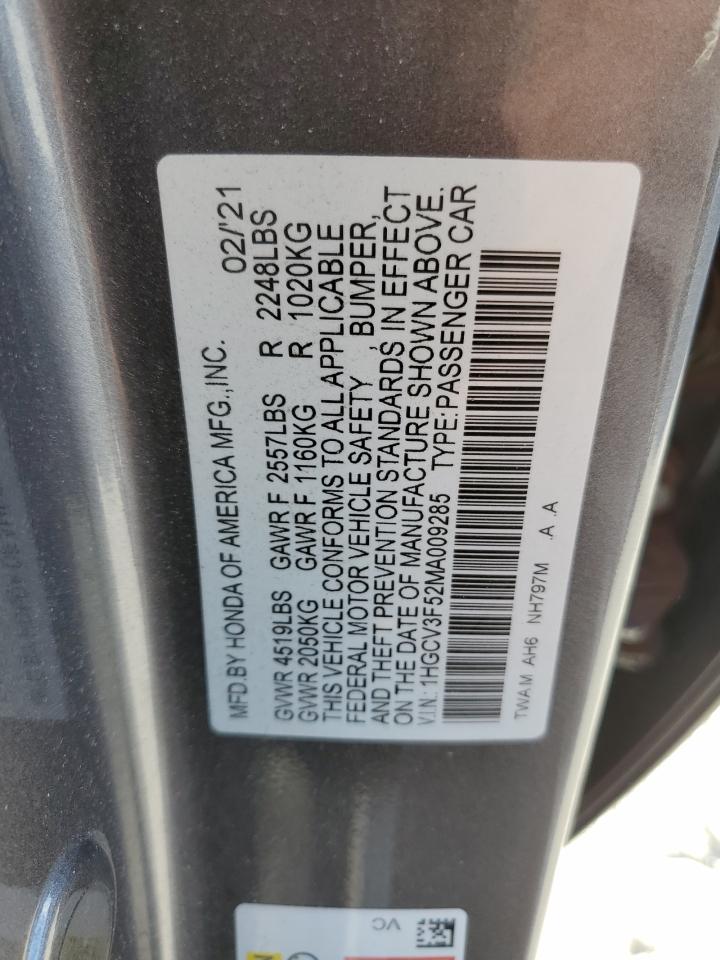 MFD.BY HONDA OF AMERICA MFG.,INC. 02/'21
GVWR 4519LBS GAWR F 2557LBS R 2248LBS
GVWR 2050KG GAWR F 1160KG R 1020KG
THIS VEHICLE CONFORMS TO ALL APPLICABLE
FEDERAL MOTOR VEHICLE SAFETY BUMPER,
AND THEFT PREVENTION STANDARDS, IN EFFECT
ON THE DATE OF MANUFACTURE SHOWN ABOVE.
V.I.N.: 1HGCV3F52MA009285 TYPE:PASSENGER CAR
TWAM AH6 NH797M .A .A
VC